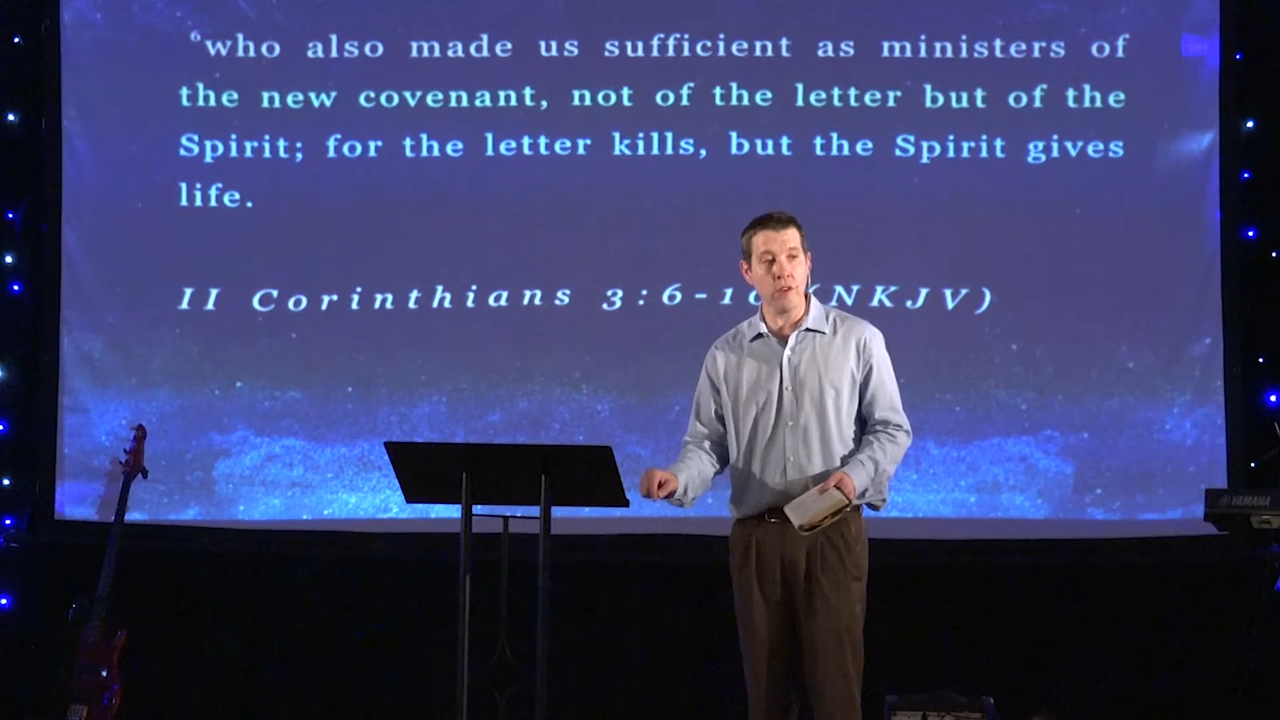 ⁶who also made us sufficient as ministers of
the new covenant, not of the letter but of the
Spirit; for the letter kills, but the Spirit gives
life.
II Corinthians 3:6-1 NKJV)
YAMAHA